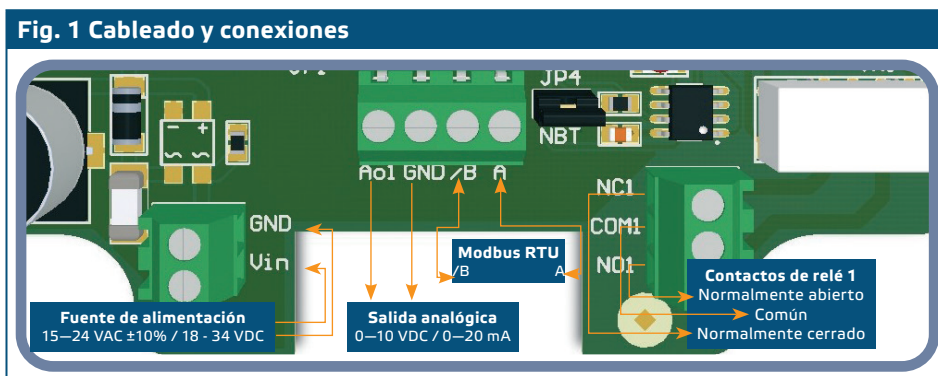 Fig. 1 Cableado y conexiones
JP4
NBT
- +
Ao1 GND /B A
NC1
COM1
NO1
GND
Vin
Modbus RTU
/B A
Fuente de alimentación
15—24 VAC ±10% / 18 - 34 VDC
Salida analógica
0—10 VDC / 0—20 mA
Contactos de relé 1
Normalmente abierto
Común
Normalmente cerrado